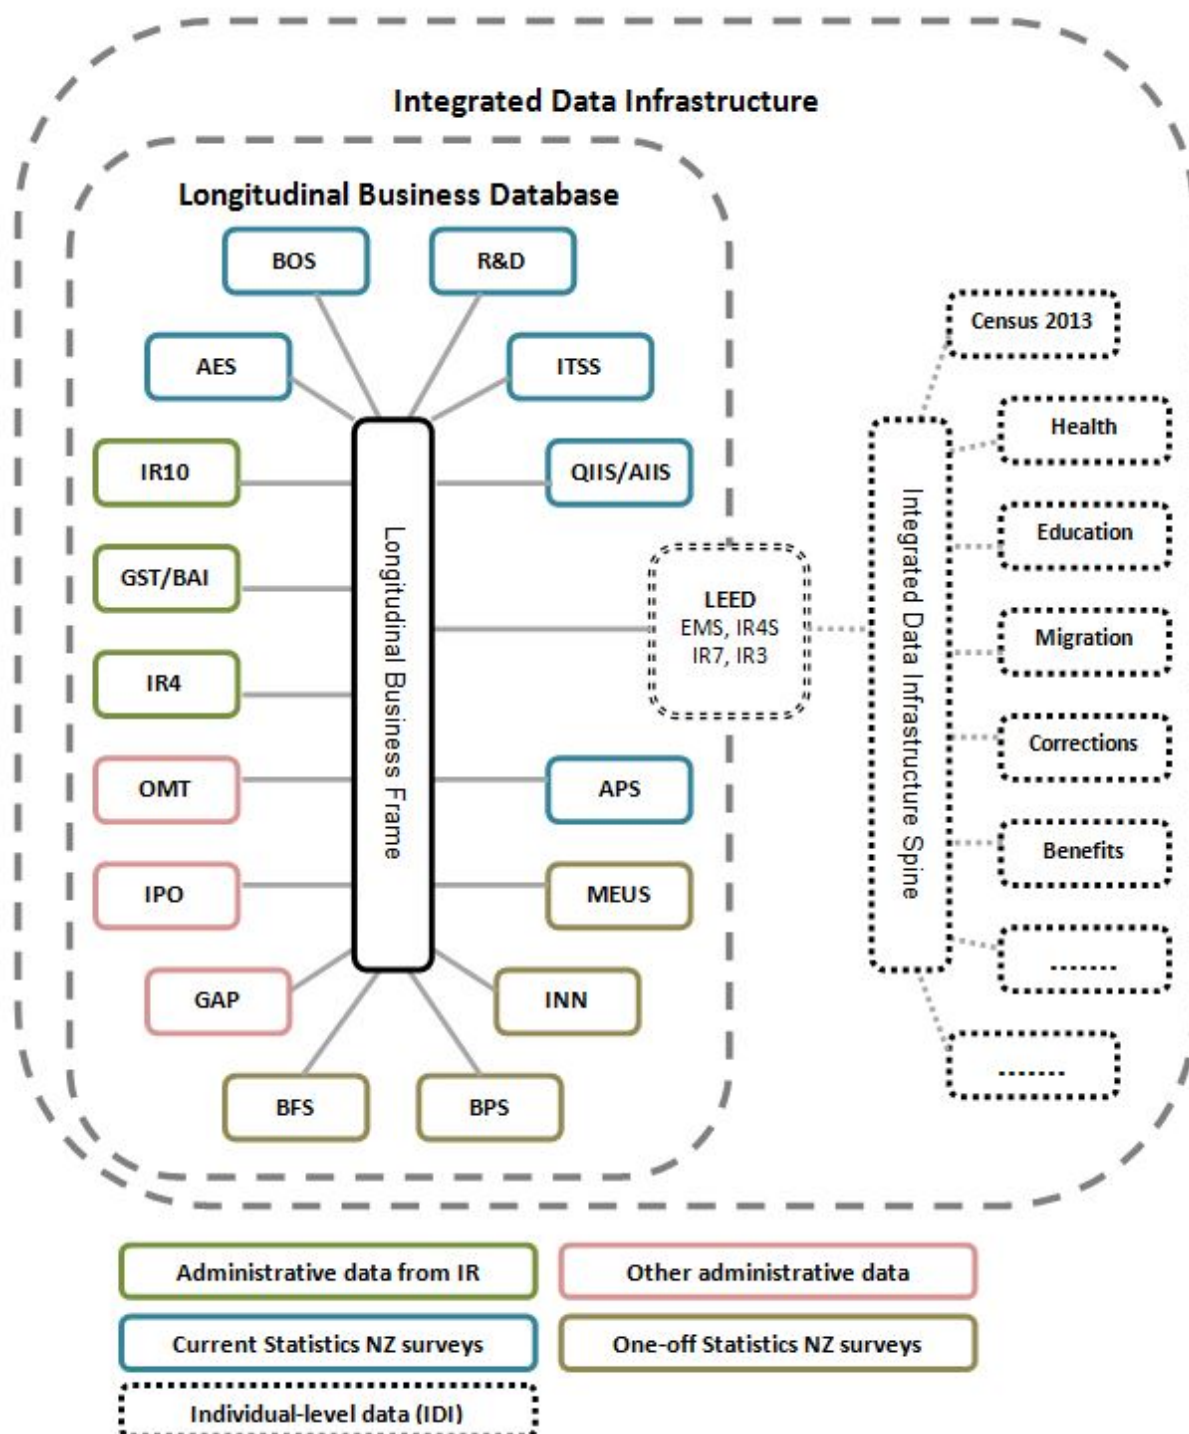 Integrated Data Infrastructure
Longitudinal Business Database
BOS
R&D
AES
ITSS
IR10
QIIS/AIIS
GST/BAI
IR4
OMT
IPO
GAP
BFS
BPS
INN
MEUS
APS
Longitudinal Business Frame
LEED
EMS, IR4S
IR7, IR3
Integrated Data Infrastructure Spine
Census 2013
Health
Education
Migration
Corrections
Benefits
.......
.......
Administrative data from IR
Other administrative data
Current Statistics NZ surveys
One-off Statistics NZ surveys
Individual-level data (IDI)